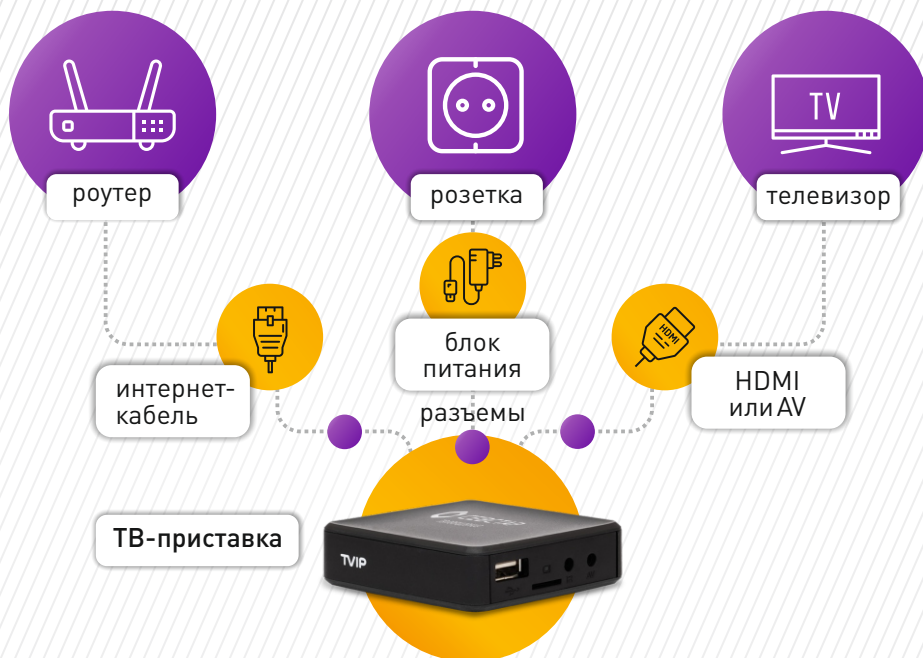 TV
роутер
розетка
телевизор
HDMI
блок
питания
интернет-
кабель
HDMI
или AV
разъемы
ТВ-приставка
TVIP